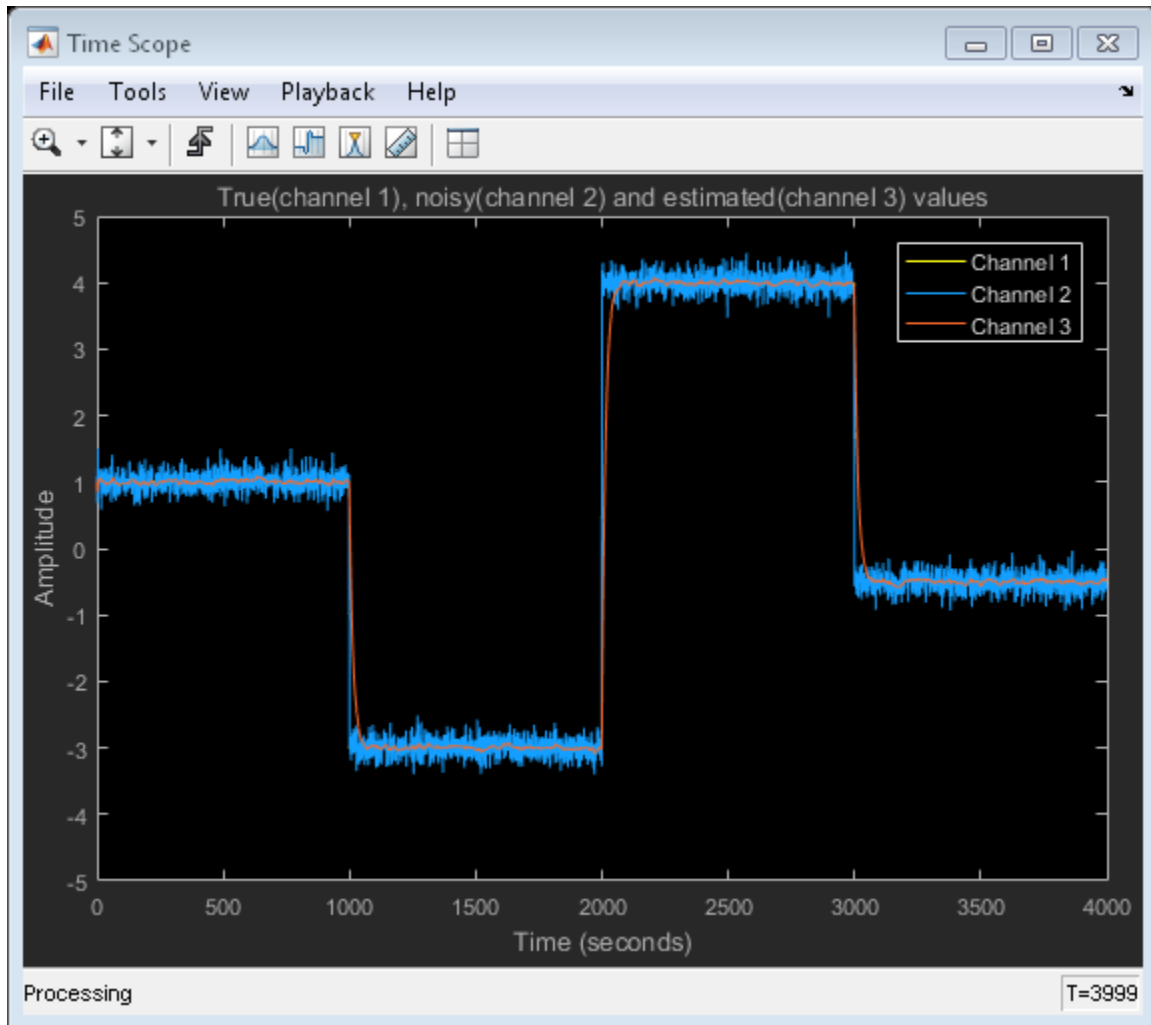 Time Scope
File Tools View Playback Help
True(channel 1), noisy(channel 2) and estimated(channel 3) values
Channel 1
Channel 2
Channel 3
Amplitude
5
4
3
2
1
0
-1
-2
-3
-4
-5
0 500 1000 1500 2000 2500 3000 3500 4000
Time (seconds)
Processing T=3999